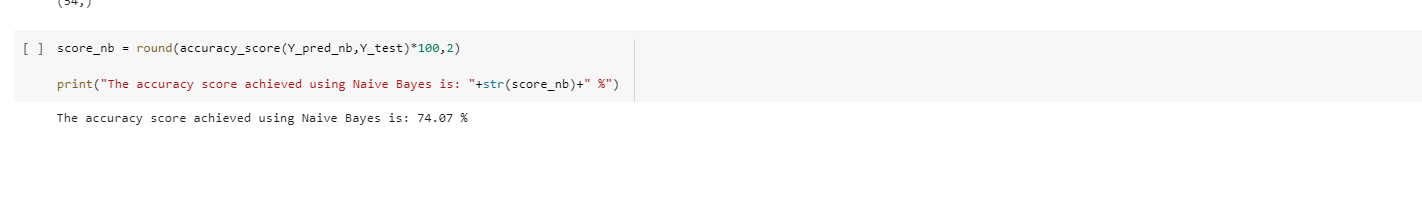 (54,)
[ ] score_nb = round(accuracy_score(Y_pred_nb,Y_test)*100,2)
print("The accuracy score achieved using Naive Bayes is: "+str(score_nb)+" %")
The accuracy score achieved using Naive Bayes is: 74.07 %